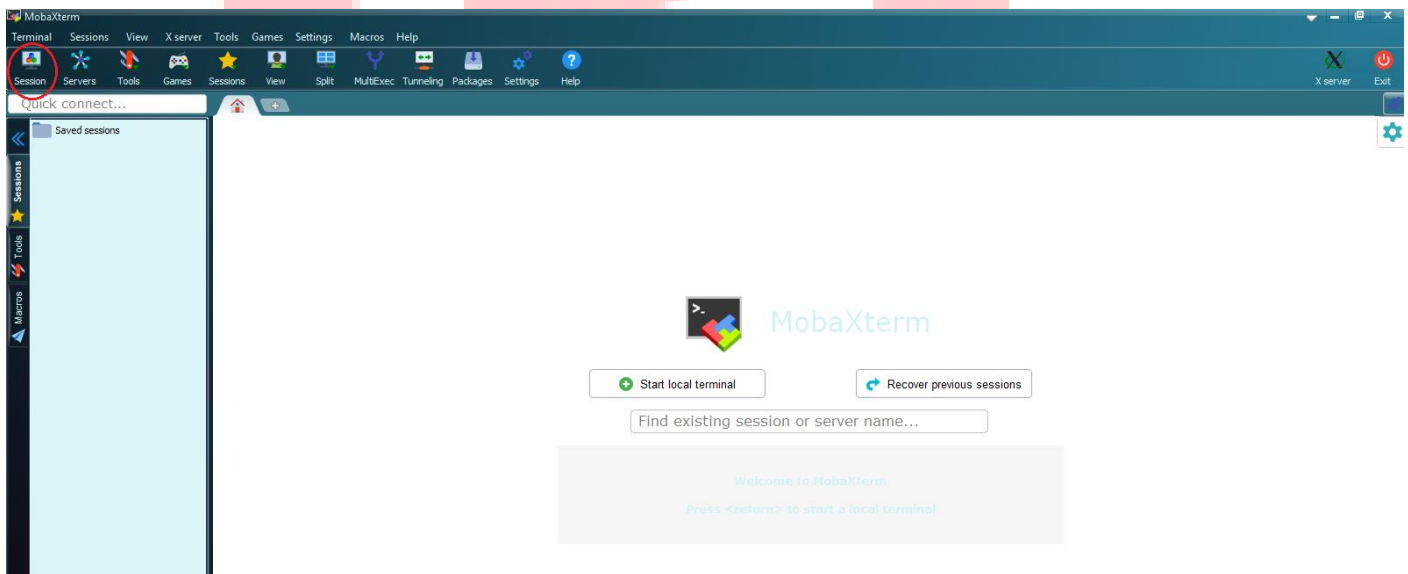 MobaXterm
Terminal Sessions View X server Tools Games Settings Macros Help
Session Servers Tools Games Sessions View Split MultiExec Tunneling Packages Settings Help X server Exit
Quick connect...
Saved sessions
Sessions
Tools
Macros
>_
MobaXterm
Start local terminal Recover previous sessions
Find existing session or server name...
Welcome to MobaXterm
Press <return> to start a local terminal